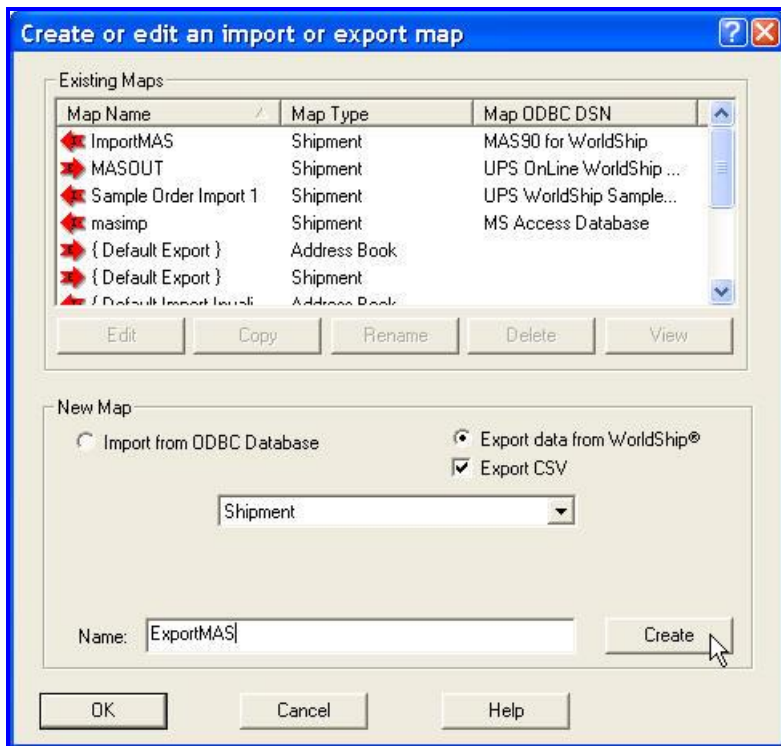 Create or edit an import or export map
Existing Maps
Map Name Map Type Map ODBC DSN
ImportMAS Shipment MAS90 for WorldShip
MASOUT Shipment UPS OnLine WorldShip ...
Sample Order Import 1 Shipment UPS WorldShip Sample...
masimp Shipment MS Access Database
{ Default Export } Address Book
{ Default Export } Shipment
{ Default Import Invali Address Book
Edit Copy Rename Delete View
New Map
Import from ODBC Database Export data from WorldShip®
Export CSV
Shipment
Name: ExportMAS Create
OK Cancel Help